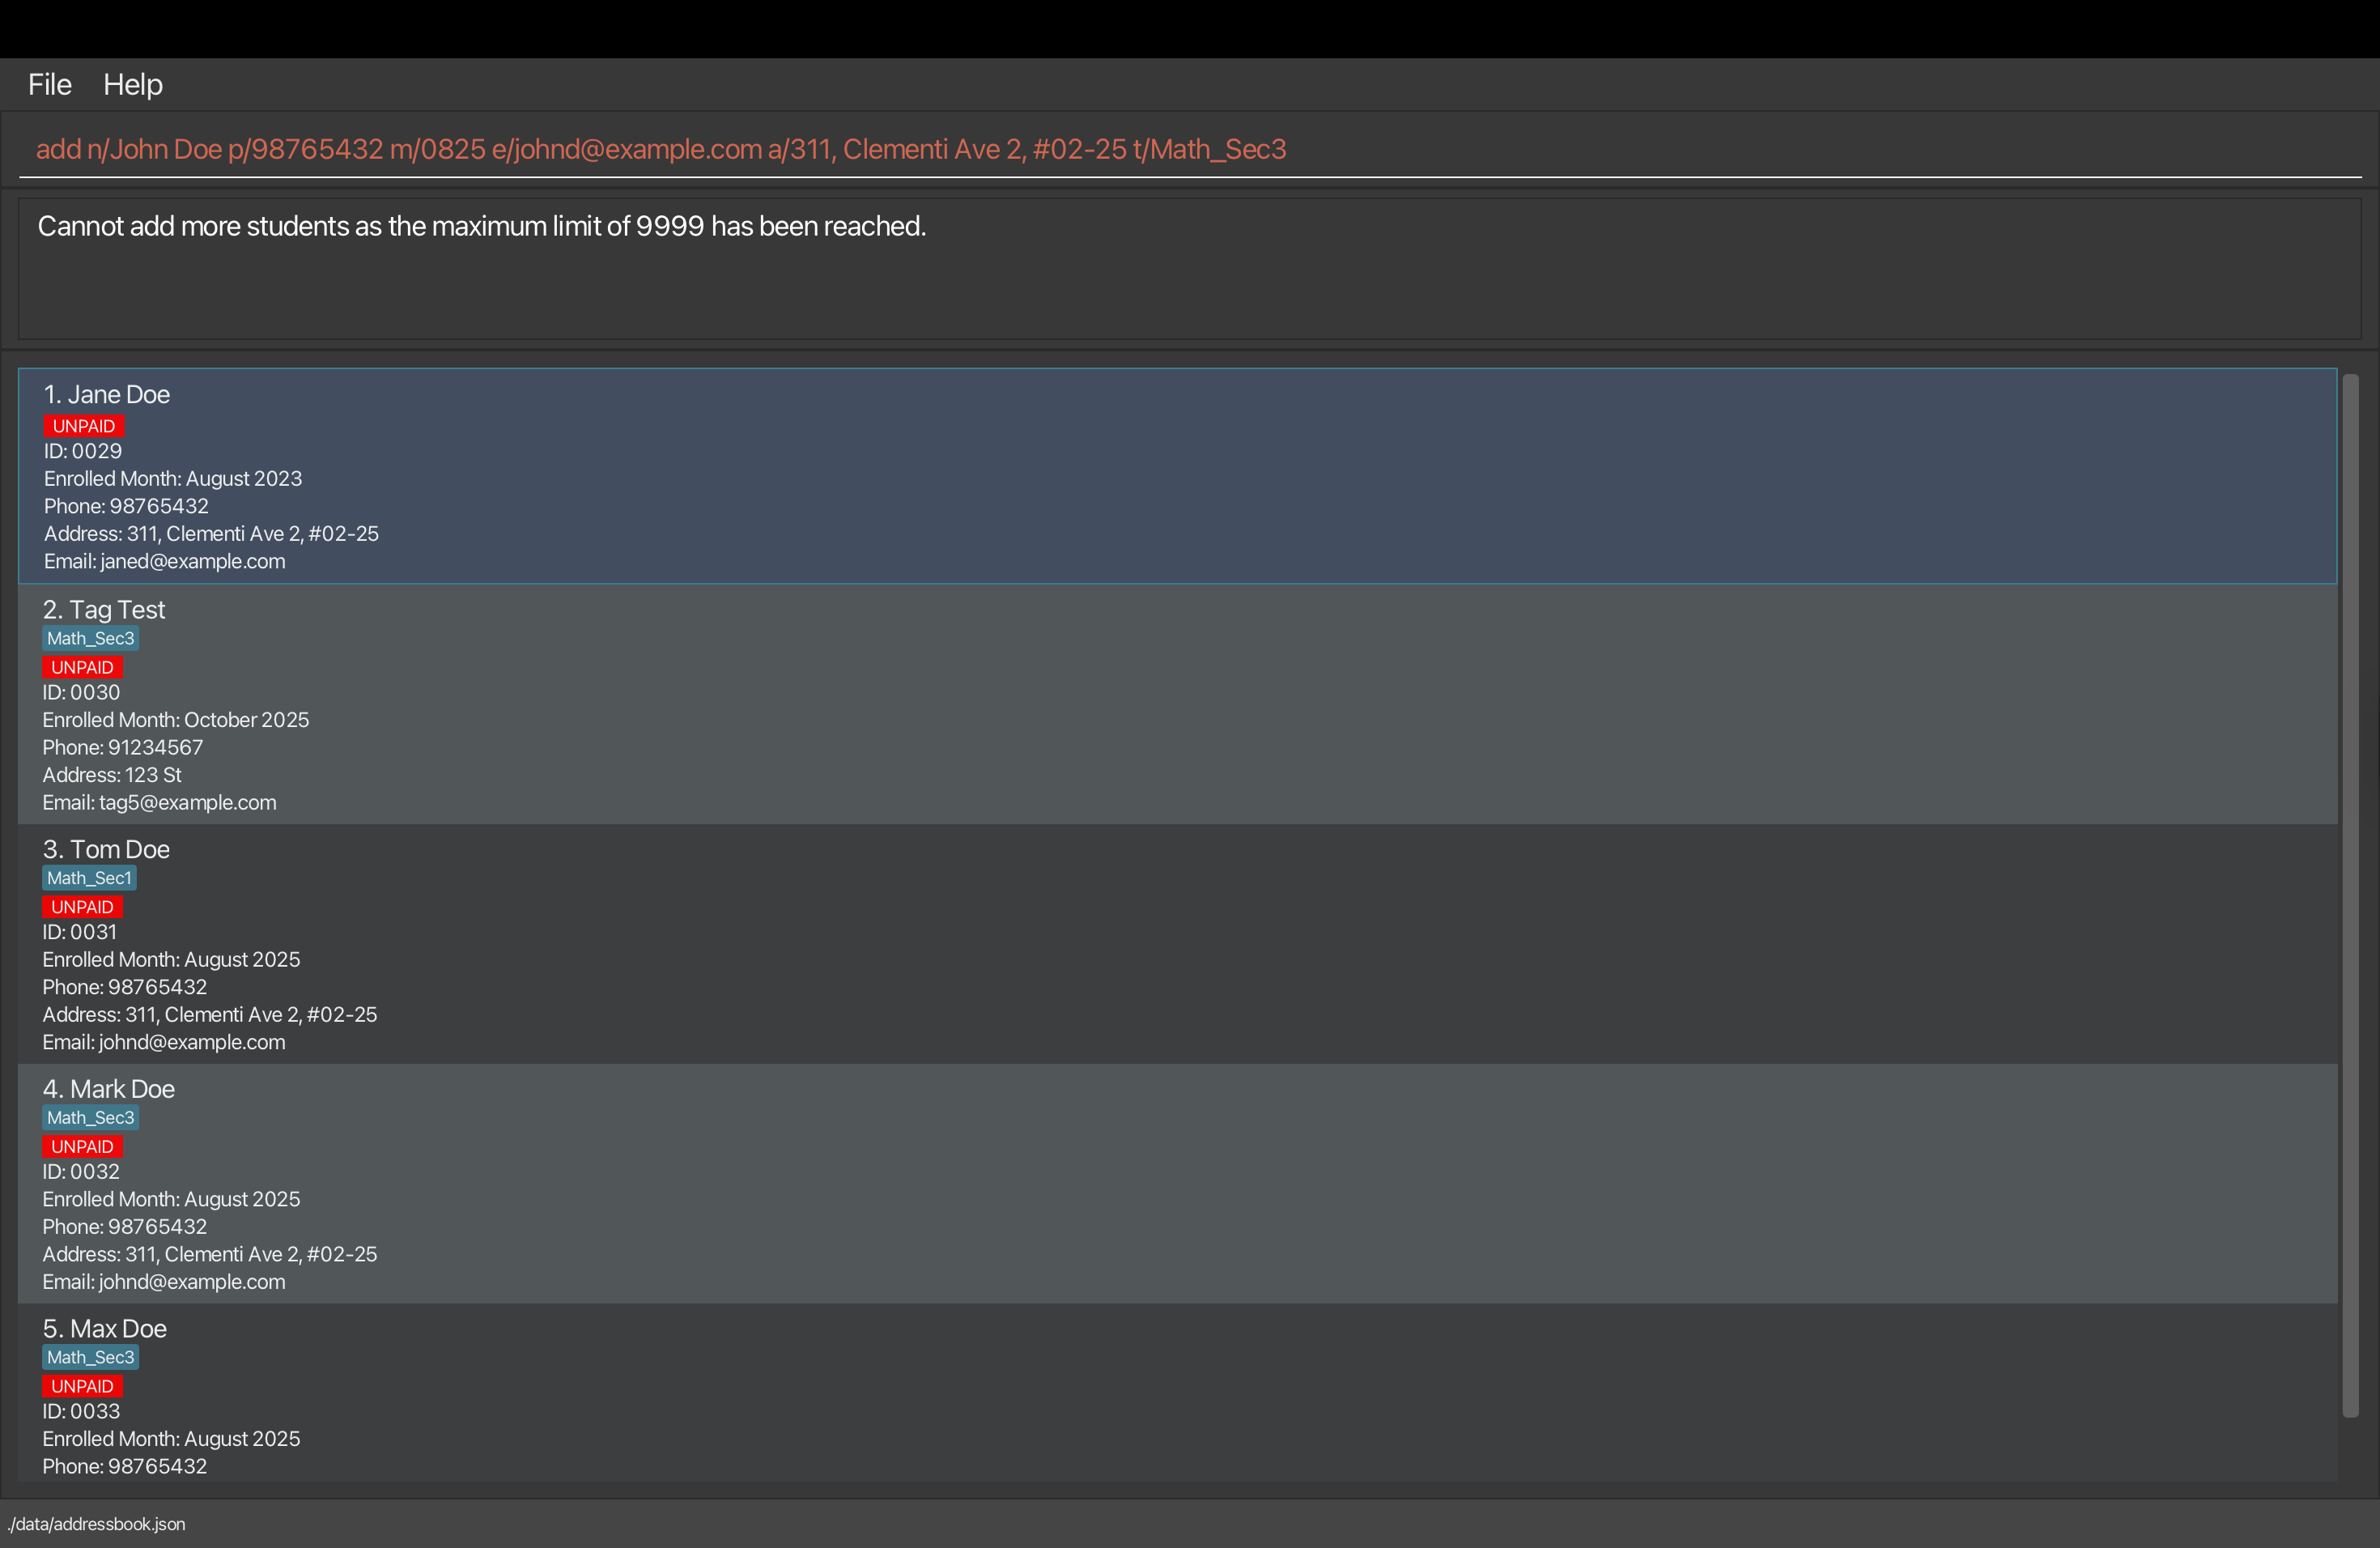 File Help
add n/John Doe p/98765432 m/0825 e/johnd@example.com a/311, Clementi Ave 2, #02-25 t/Math_Sec3
Cannot add more students as the maximum limit of 9999 has been reached.
1. Jane Doe
UNPAID
ID: 0029
Enrolled Month: August 2023
Phone: 98765432
Address: 311, Clementi Ave 2, #02-25
Email: janed@example.com
2. Tag Test
Math_Sec3
UNPAID
ID: 0030
Enrolled Month: October 2025
Phone: 91234567
Address: 123 St
Email: tag5@example.com
3. Tom Doe
Math_Sec1
UNPAID
ID: 0031
Enrolled Month: August 2025
Phone: 98765432
Address: 311, Clementi Ave 2, #02-25
Email: johnd@example.com
4. Mark Doe
Math_Sec3
UNPAID
ID: 0032
Enrolled Month: August 2025
Phone: 98765432
Address: 311, Clementi Ave 2, #02-25
Email: johnd@example.com
5. Max Doe
Math_Sec3
UNPAID
ID: 0033
Enrolled Month: August 2025
Phone: 98765432
./data/addressbook.json